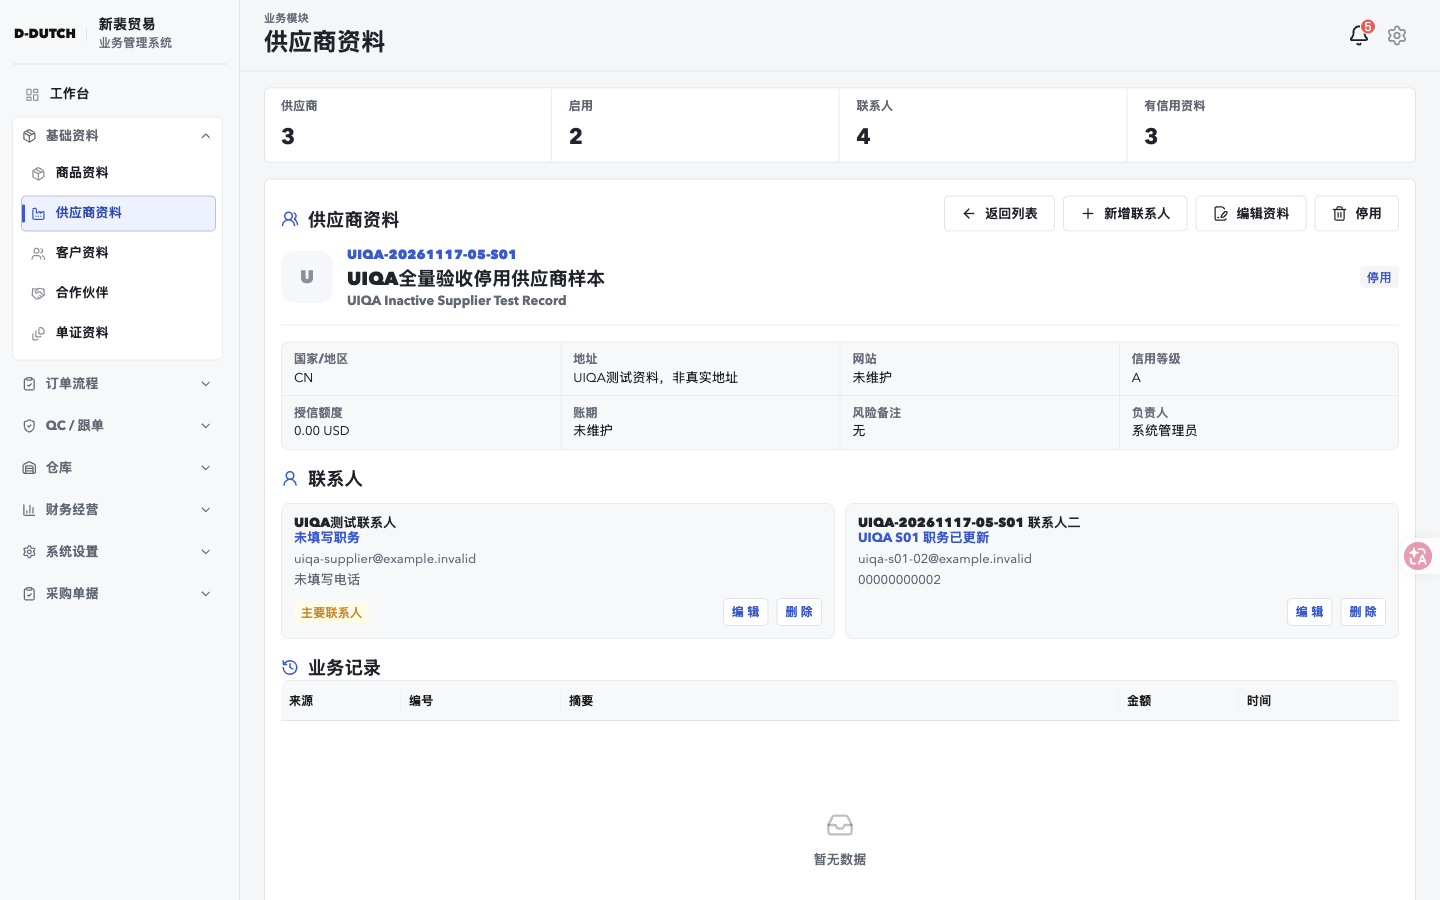 D-DUTCH
新裴贸易
业务管理系统
工作台
基础资料
商品资料
供应商资料
客户资料
合作伙伴
单证资料
订单流程
QC / 跟单
仓库
财务经营
系统设置
采购单据
业务模块
供应商资料
5
供应商
3
启用
2
联系人
4
有信用资料
3
供应商资料
返回列表
新增联系人
编辑资料
停用
U
UIQA-20261117-05-S01
UIQA全量验收停用供应商样本
UIQA Inactive Supplier Test Record
停用
国家/地区
CN
地址
UIQA测试资料，非真实地址
网站
未维护
信用等级
A
授信额度
0.00 USD
账期
未维护
风险备注
无
负责人
系统管理员
联系人
UIQA测试联系人
未填写职务
uiqa-supplier@example.invalid
未填写电话
主要联系人
编 辑
删 除
UIQA-20261117-05-S01 联系人二
UIQA S01 职务已更新
uiqa-s01-02@example.invalid
00000000002
编 辑
删 除
业务记录
来源
编号
摘要
金额
时间
暂无数据